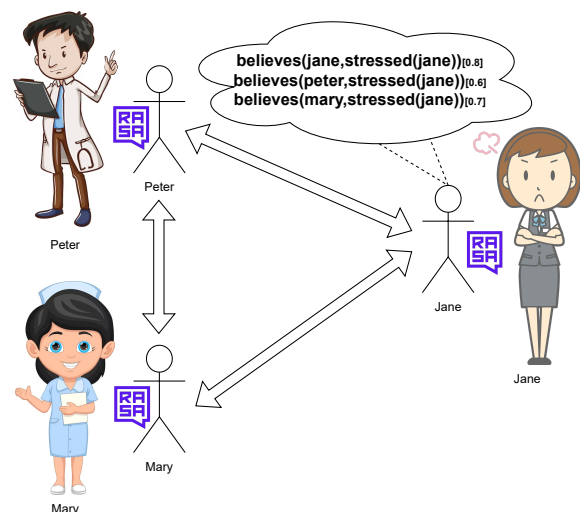 believes(jane,stressed(jane))[0.8]
believes(peter,stressed(jane))[0.6]
believes(mary,stressed(jane))[0.7]
RASA
Peter
Peter
RASA
Jane
Jane
RASA
Mary
Mary